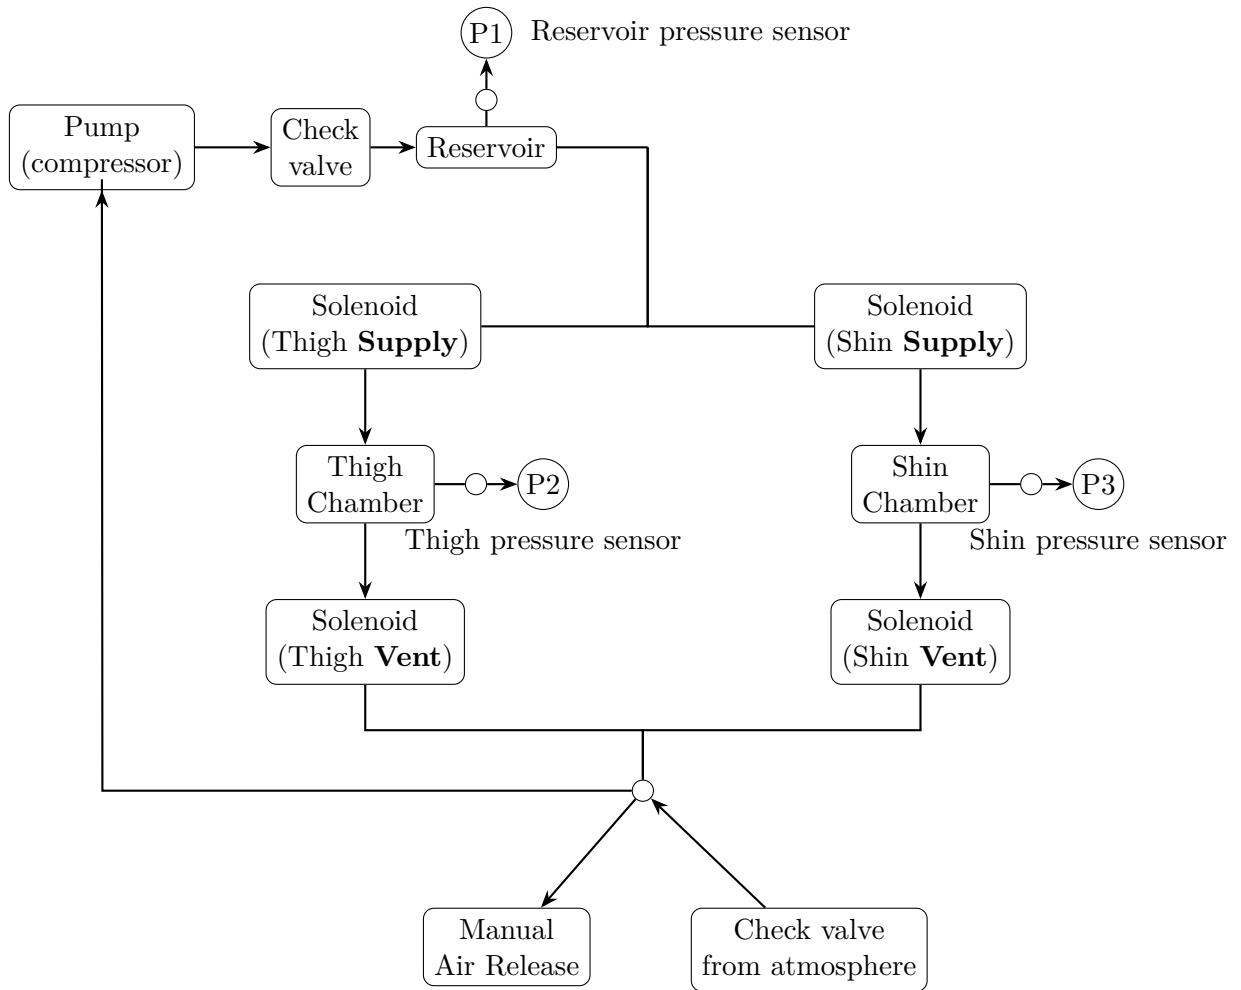 P1
Reservoir pressure sensor
Pump
(compressor)
Check
valve
Reservoir
Solenoid
(Thigh Supply)
Solenoid
(Shin Supply)
Thigh
Chamber
P2
Thigh pressure sensor
Shin
Chamber
P3
Shin pressure sensor
Solenoid
(Thigh Vent)
Solenoid
(Shin Vent)
Manual
Air Release
Check valve
from atmosphere